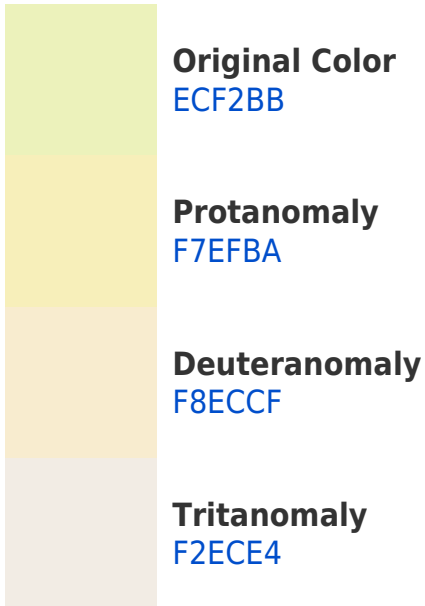 Original Color
ECF2BB
Protanomaly
F7EFBA
Deuteranomaly
F8ECCF
Tritanomaly
F2ECE4